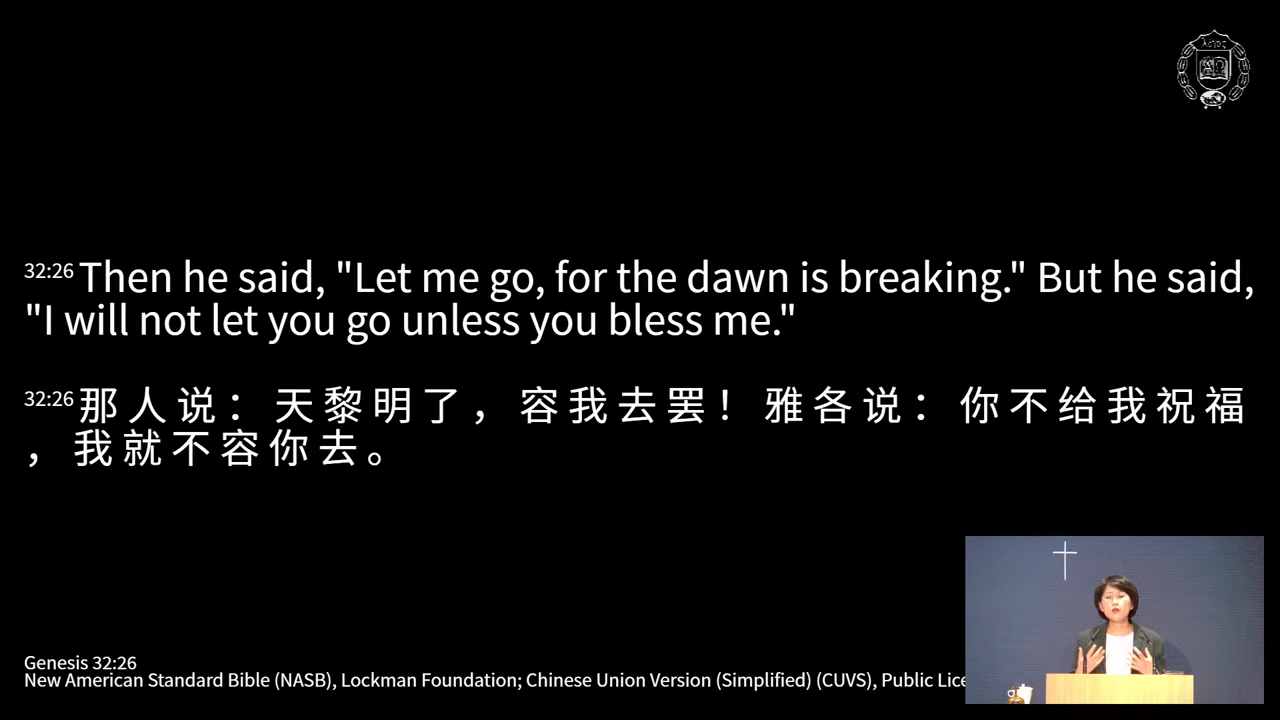 λόγος
32:26 Then he said, "Let me go, for the dawn is breaking." But he said,
"I will not let you go unless you bless me."
32:26 那人说：天黎明了，容我去罢！雅各说：你不给我祝福
，我就不容你去。
Genesis 32:26
New American Standard Bible (NASB), Lockman Foundation; Chinese Union Version (Simplified) (CUVS), Public Lice